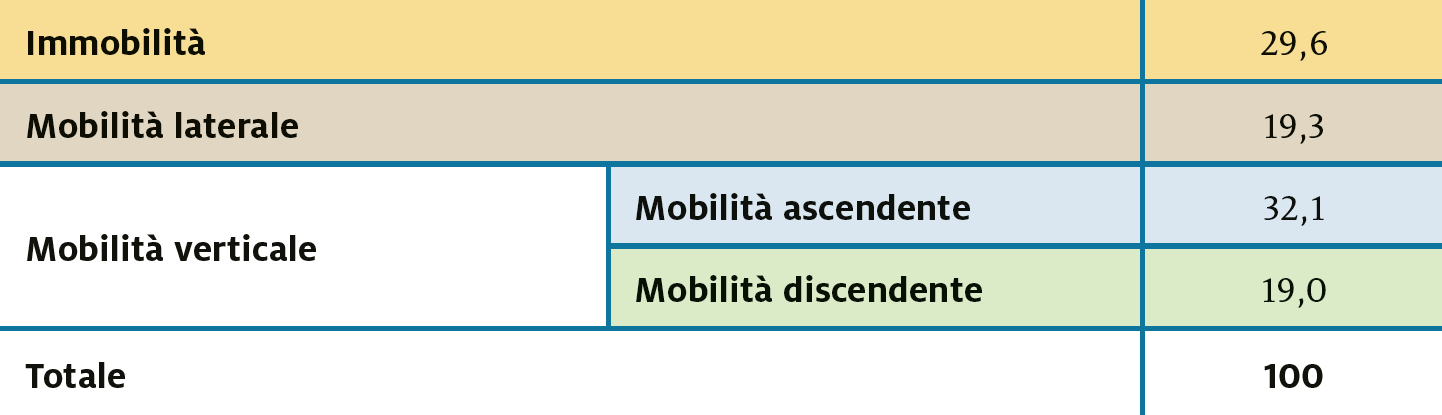 Immobilità 29,6
Mobilità laterale 19,3
Mobilità verticale
Mobilità ascendente 32,1
Mobilità discendente 19,0
Totale 100